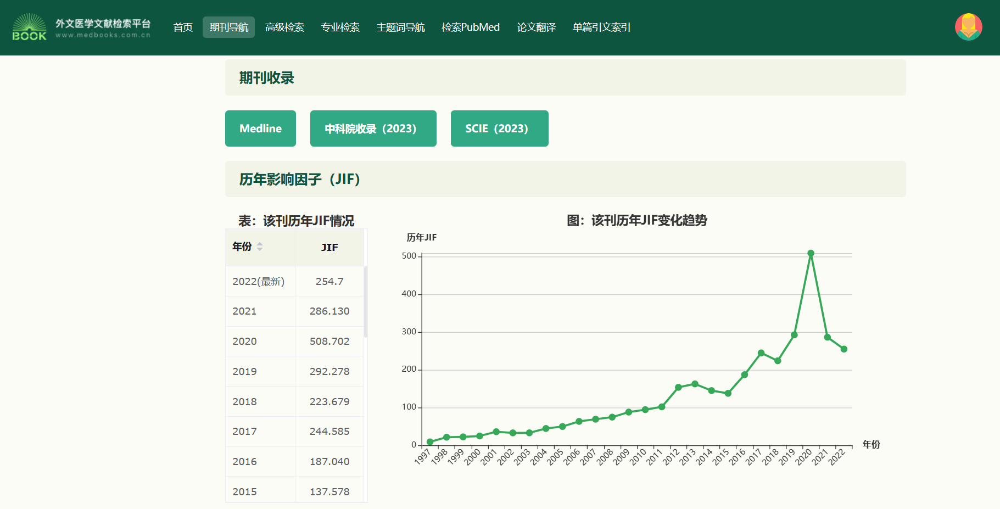 BOOK
外文医学文献检索平台
www.medbooks.com.cn
首页 期刊导航 高级检索 专业检索 主题词导航 检索PubMed 论文翻译 单篇引文索引
期刊收录
Medline 中科院收录（2023） SCIE（2023）
历年影响因子（JIF）
表：该刊历年JIF情况
年份 JIF
2022(最新) 254.7
2021 286.130
2020 508.702
2019 292.278
2018 223.679
2017 244.585
2016 187.040
2015 137.578
图：该刊历年JIF变化趋势
历年JIF
500
400
300
200
100
0
1997 1998 1999 2000 2001 2002 2003 2004 2005 2006 2007 2008 2009 2010 2011 2012 2013 2014 2015 2016 2017 2018 2019 2020 2021 2022
年份